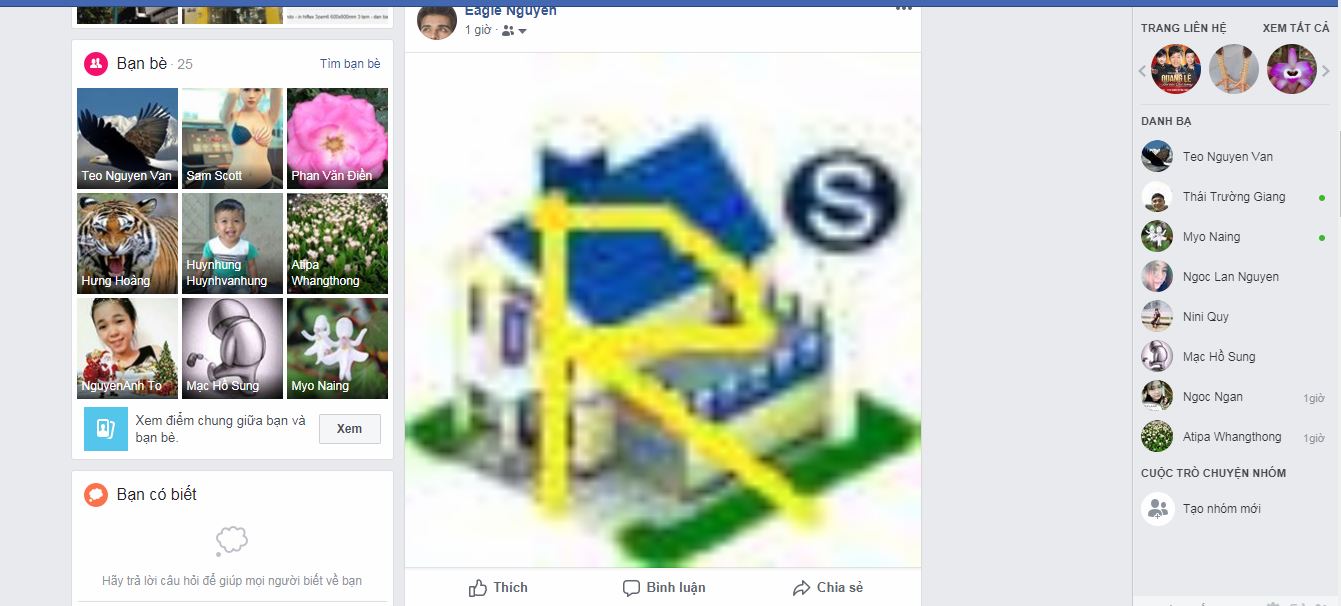 Bạn bè · 25
Tìm bạn bè
Teo Nguyen Van
Sam Scott
Phan Văn Điền
Hưng Hoàng
Huynhung
Huynhvanhung
Atipa
Whangthong
NguyenAnh To
Mạc Hồ Sung
Myo Naing
Xem điểm chung giữa bạn và
bạn bè.
Xem
Bạn có biết
Hãy trả lời câu hỏi để giúp mọi người biết về bạn
Eagle Nguyen
1 giờ ·
S
R
Thích
Bình luận
Chia sẻ
TRANG LIÊN HỆ
XEM TẤT CẢ
QUANG LÊ
DANH BẠ
Teo Nguyen Van
Thái Trường Giang
Myo Naing
Ngoc Lan Nguyen
Nini Quy
Mạc Hồ Sung
Ngoc Ngan
1giờ
Atipa Whangthong
1giờ
CUỘC TRÒ CHUYỆN NHÓM
Tạo nhóm mới